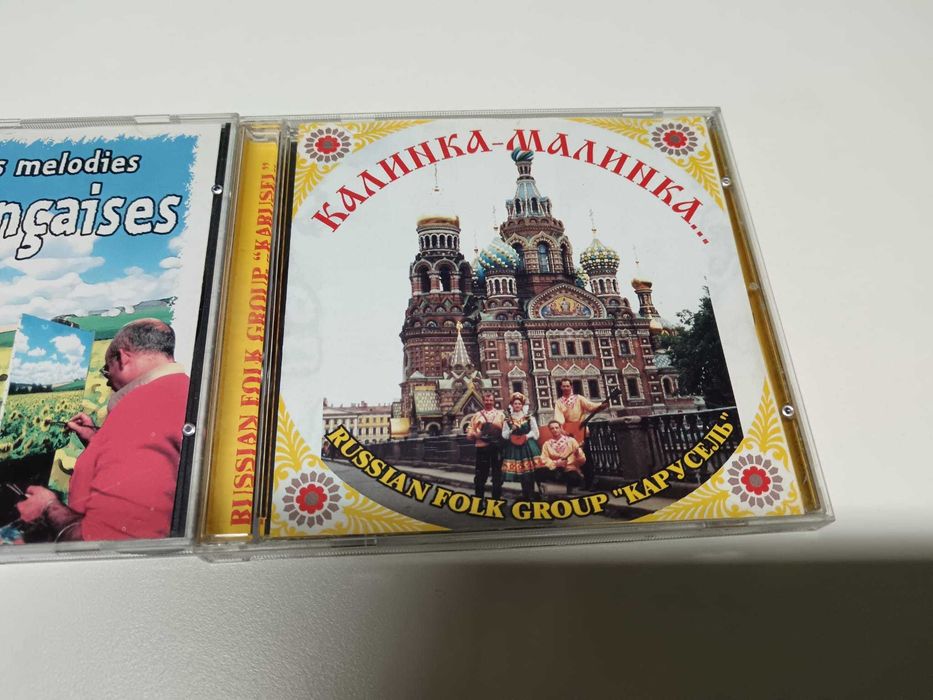 melodies
nçaises
RUSSIAN FOLK GROUP "KARUSEL"
КАЛИНКА-МАЛИНКА...
RUSSIAN FOLK GROUP "КАРУСЕЛЬ"